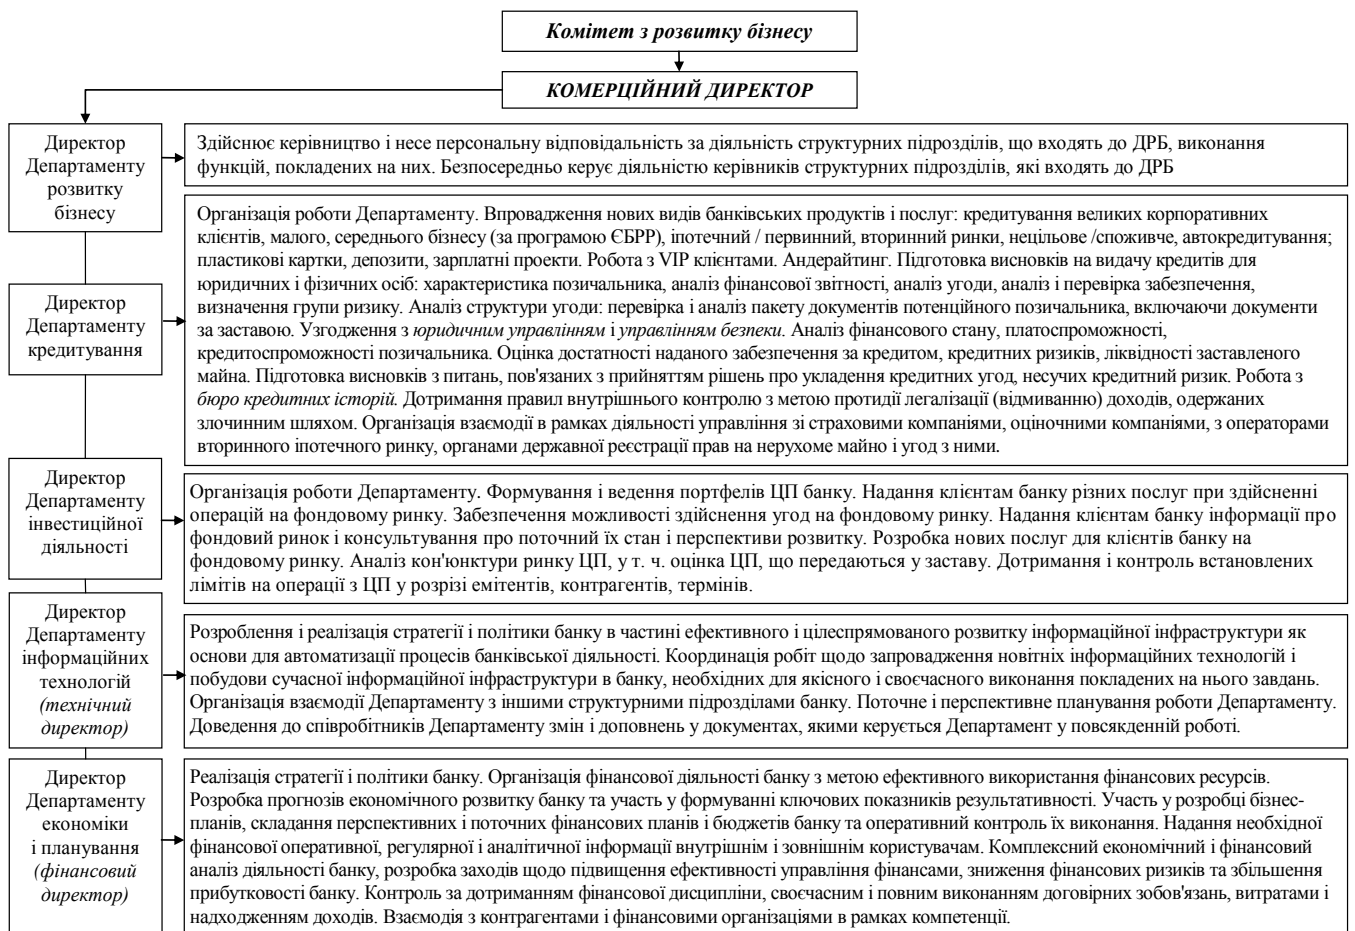 Комітет з розвитку бізнесу
КОМЕРЦІЙНИЙ ДИРЕКТОР
Директор
Департаменту
розвитку
бізнесу
Здійснює керівництво і несе персональну відповідальність за діяльність структурних підрозділів, що входять до ДРБ, виконання
функцій, покладених на них. Безпосередньо керує діяльністю керівників структурних підрозділів, які входять до ДРБ
Директор
Департаменту
кредитування
Організація роботи Департаменту. Впровадження нових видів банківських продуктів і послуг: кредитування великих корпоративних
клієнтів, малого, середнього бізнесу (за програмою ЄБРР), іпотечний / первинний, вторинний ринки, нецільове /споживче, автокредитування;
пластикові картки, депозити, зарплатні проекти. Робота з VIP клієнтами. Андерайтинг. Підготовка висновків на видачу кредитів для
юридичних і фізичних осіб: характеристика позичальника, аналіз фінансової звітності, аналіз угоди, аналіз і перевірка забезпечення,
визначення групи ризику. Аналіз структури угоди: перевірка і аналіз пакету документів потенційного позичальника, включаючи документи
за заставою. Узгодження з юридичним управлінням і управлінням безпеки. Аналіз фінансового стану, платоспроможності,
кредитоспроможності позичальника. Оцінка достатності наданого забезпечення за кредитом, кредитних ризиків, ліквідності заставленого
майна. Підготовка висновків з питань, пов'язаних з прийняттям рішень про укладення кредитних угод, несучих кредитний ризик. Робота з
бюро кредитних історій. Дотримання правил внутрішнього контролю з метою протидії легалізації (відмиванню) доходів, одержаних
злочинним шляхом. Організація взаємодії в рамках діяльності управління зі страховими компаніями, оціночними компаніями, з операторами
вторинного іпотечного ринку, органами державної реєстрації прав на нерухоме майно і угод з ними.
Директор
Департаменту
інвестиційної
діяльності
Організація роботи Департаменту. Формування і ведення портфелів ЦП банку. Надання клієнтам банку різних послуг при здійсненні
операцій на фондовому ринку. Забезпечення можливості здійснення угод на фондовому ринку. Надання клієнтам банку інформації про
фондовий ринок і консультування про поточний їх стан і перспективи розвитку. Розробка нових послуг для клієнтів банку на
фондовому ринку. Аналіз кон'юнктури ринку ЦП, у т. ч. оцінка ЦП, що передаються у заставу. Дотримання і контроль встановлених
лімітів на операції з ЦП у розрізі емітентів, контрагентів, термінів.
Директор
Департаменту
інформаційних
технологій
(технічний
директор)
Розроблення і реалізація стратегії і політики банку в частині ефективного і цілеспрямованого розвитку інформаційної інфраструктури як
основи для автоматизації процесів банківської діяльності. Координація робіт щодо запровадження новітніх інформаційних технологій і
побудови сучасної інформаційної інфраструктури в банку, необхідних для якісного і своєчасного виконання покладених на нього завдань.
Організація взаємодії Департаменту з іншими структурними підрозділами банку. Поточне і перспективне планування роботи Департаменту.
Доведення до співробітників Департаменту змін і доповнень у документах, якими керується Департамент у повсякденній роботі.
Директор
Департаменту
економіки
і планування
(фінансовий
директор)
Реалізація стратегії і політики банку. Організація фінансової діяльності банку з метою ефективного використання фінансових ресурсів.
Розробка прогнозів економічного розвитку банку та участь у формуванні ключових показників результативності. Участь у розробці бізнес-
планів, складання перспективних і поточних фінансових планів і бюджетів банку та оперативний контроль їх виконання. Надання необхідної
фінансової оперативної, регулярної і аналітичної інформації внутрішнім і зовнішнім користувачам. Комплексний економічний і фінансовий
аналіз діяльності банку, розробка заходів щодо підвищення ефективності управління фінансами, зниження фінансових ризиків та збільшення
прибутковості банку. Контроль за дотриманням фінансової дисципліни, своєчасним і повним виконанням договірних зобов'язань, витратами і
надходженням доходів. Взаємодія з контрагентами і фінансовими організаціями в рамках компетенції.